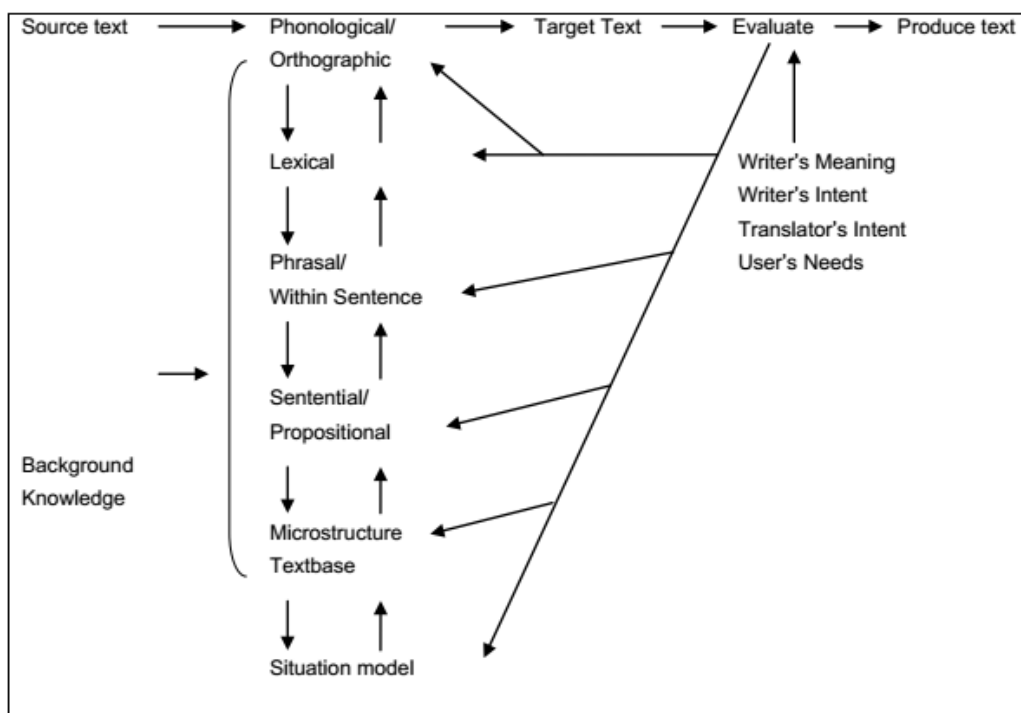 Source text
Phonological/
Orthographic
Target Text
Evaluate
Produce text
Lexical
Writer's Meaning
Writer's Intent
Translator's Intent
User's Needs
Phrasal/
Within Sentence
Sentential/
Propositional
Background
Knowledge
Microstructure
Textbase
Situation model